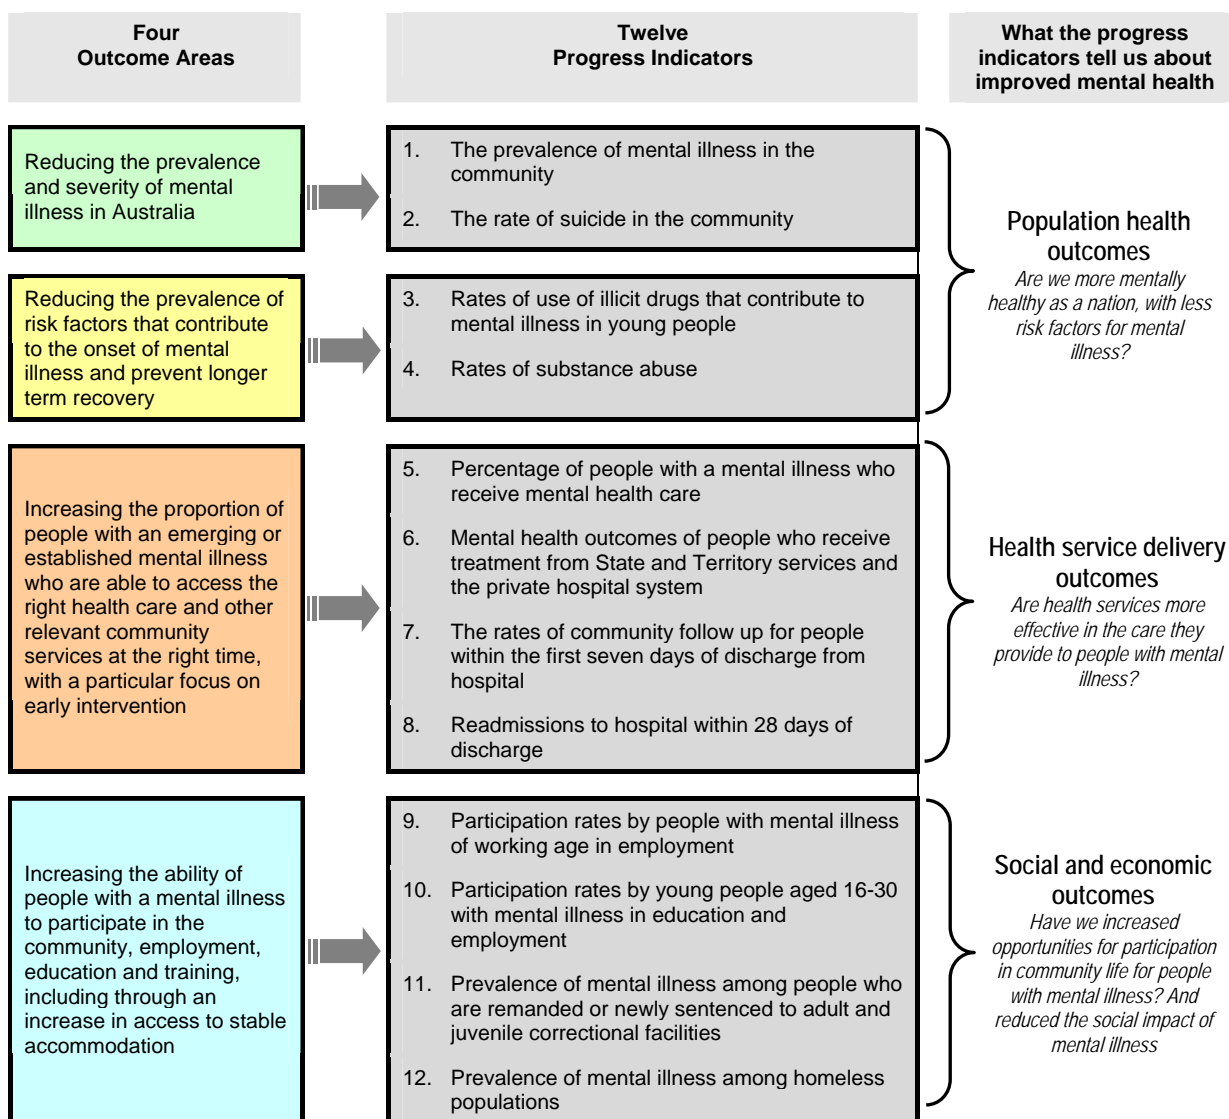 Four
Outcome Areas
Twelve
Progress Indicators
What the progress
indicators tell us about
improved mental health
Reducing the prevalence
and severity of mental
illness in Australia
1. The prevalence of mental illness in the
community
2. The rate of suicide in the community
Reducing the prevalence of
risk factors that contribute
to the onset of mental
illness and prevent longer
term recovery
3. Rates of use of illicit drugs that contribute to
mental illness in young people
4. Rates of substance abuse
Population health
outcomes
Are we more mentally
healthy as a nation, with less
risk factors for mental
illness?
Increasing the proportion of
people with an emerging or
established mental illness
who are able to access the
right health care and other
relevant community
services at the right time,
with a particular focus on
early intervention
5. Percentage of people with a mental illness who
receive mental health care
6. Mental health outcomes of people who receive
treatment from State and Territory services and
the private hospital system
7. The rates of community follow up for people
within the first seven days of discharge from
hospital
8. Readmissions to hospital within 28 days of
discharge
Health service delivery
outcomes
Are health services more
effective in the care they
provide to people with mental
illness?
Increasing the ability of
people with a mental illness
to participate in the
community, employment,
education and training,
including through an
increase in access to stable
accommodation
9. Participation rates by people with mental illness
of working age in employment
10. Participation rates by young people aged 16-30
with mental illness in education and
employment
11. Prevalence of mental illness among people who
are remanded or newly sentenced to adult and
juvenile correctional facilities
12. Prevalence of mental illness among homeless
populations
Social and economic
outcomes
Have we increased
opportunities for participation
in community life for people
with mental illness? And
reduced the social impact of
mental illness